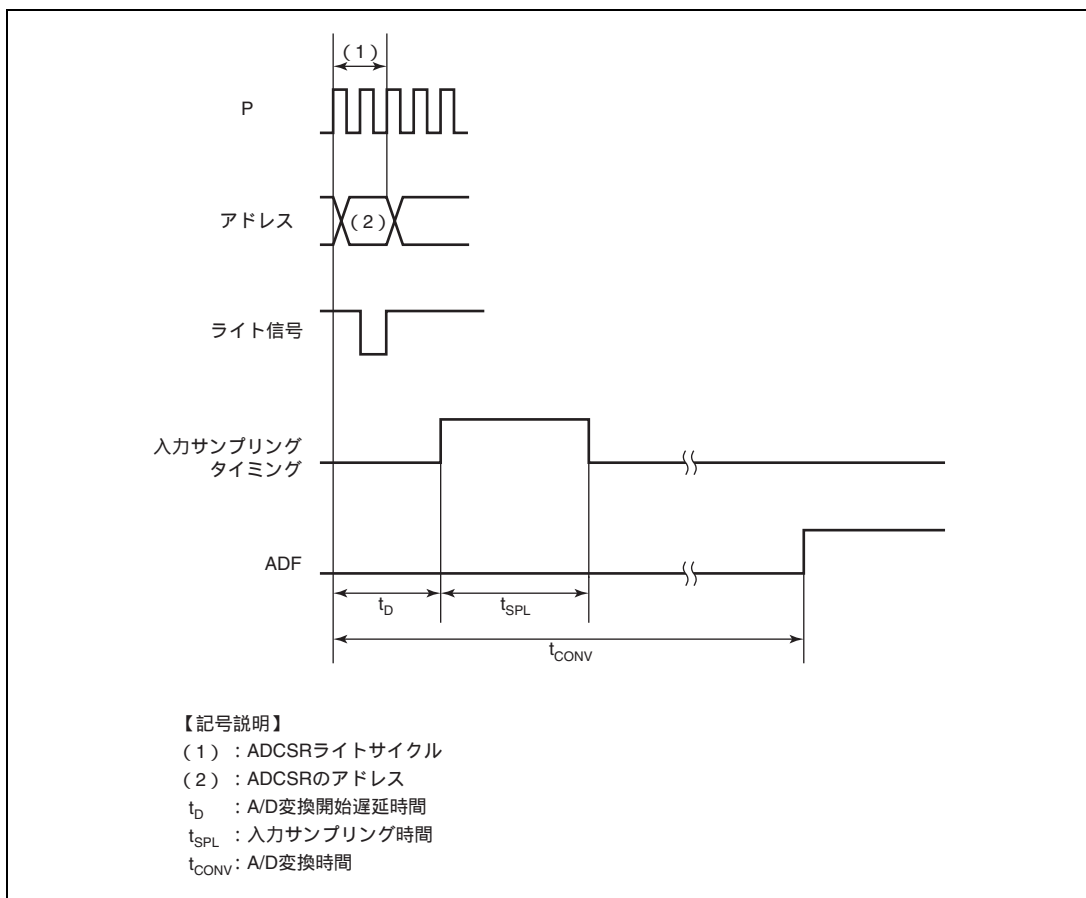 (1)
P
アドレス
(2)
ライト信号
入力サンプリング
タイミング
ADF
tD
tSPL
tCONV
【記号説明】
(1) : ADCSRライトサイクル
(2) : ADCSRのアドレス
tD : A/D変換開始遅延時間
tSPL : 入力サンプリング時間
tCONV : A/D変換時間